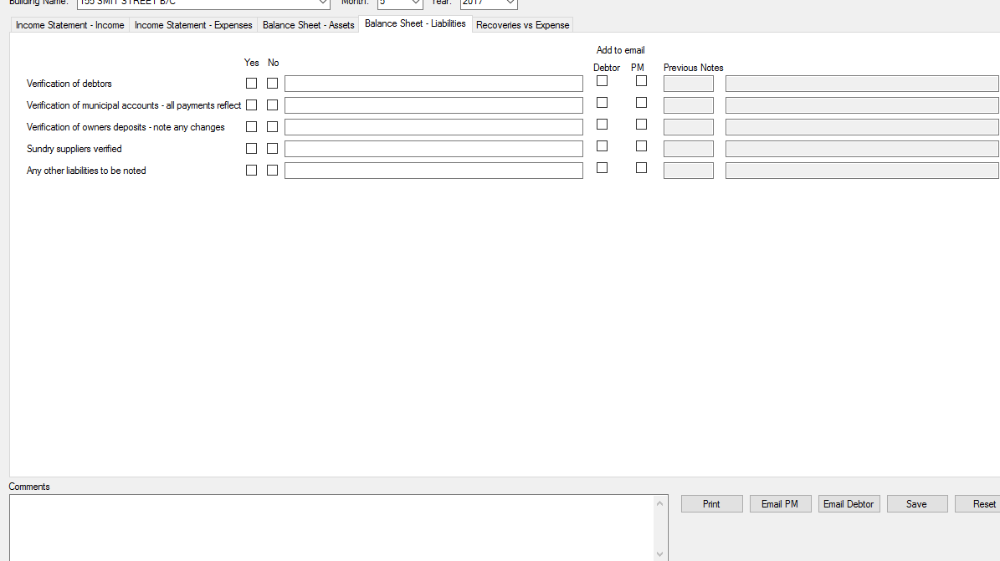 Building Name: 155 SMIT STREET B/C Month: 5 Year: 2017
Income Statement - Income Income Statement - Expenses Balance Sheet - Assets Balance Sheet - Liabilities Recoveries vs Expense
Add to email
Yes No Debtor PM Previous Notes
Verification of debtors
Verification of municipal accounts - all payments reflect
Verification of owners deposits - note any changes
Sundry suppliers verified
Any other liabilities to be noted
Comments
Print Email PM Email Debtor Save Reset